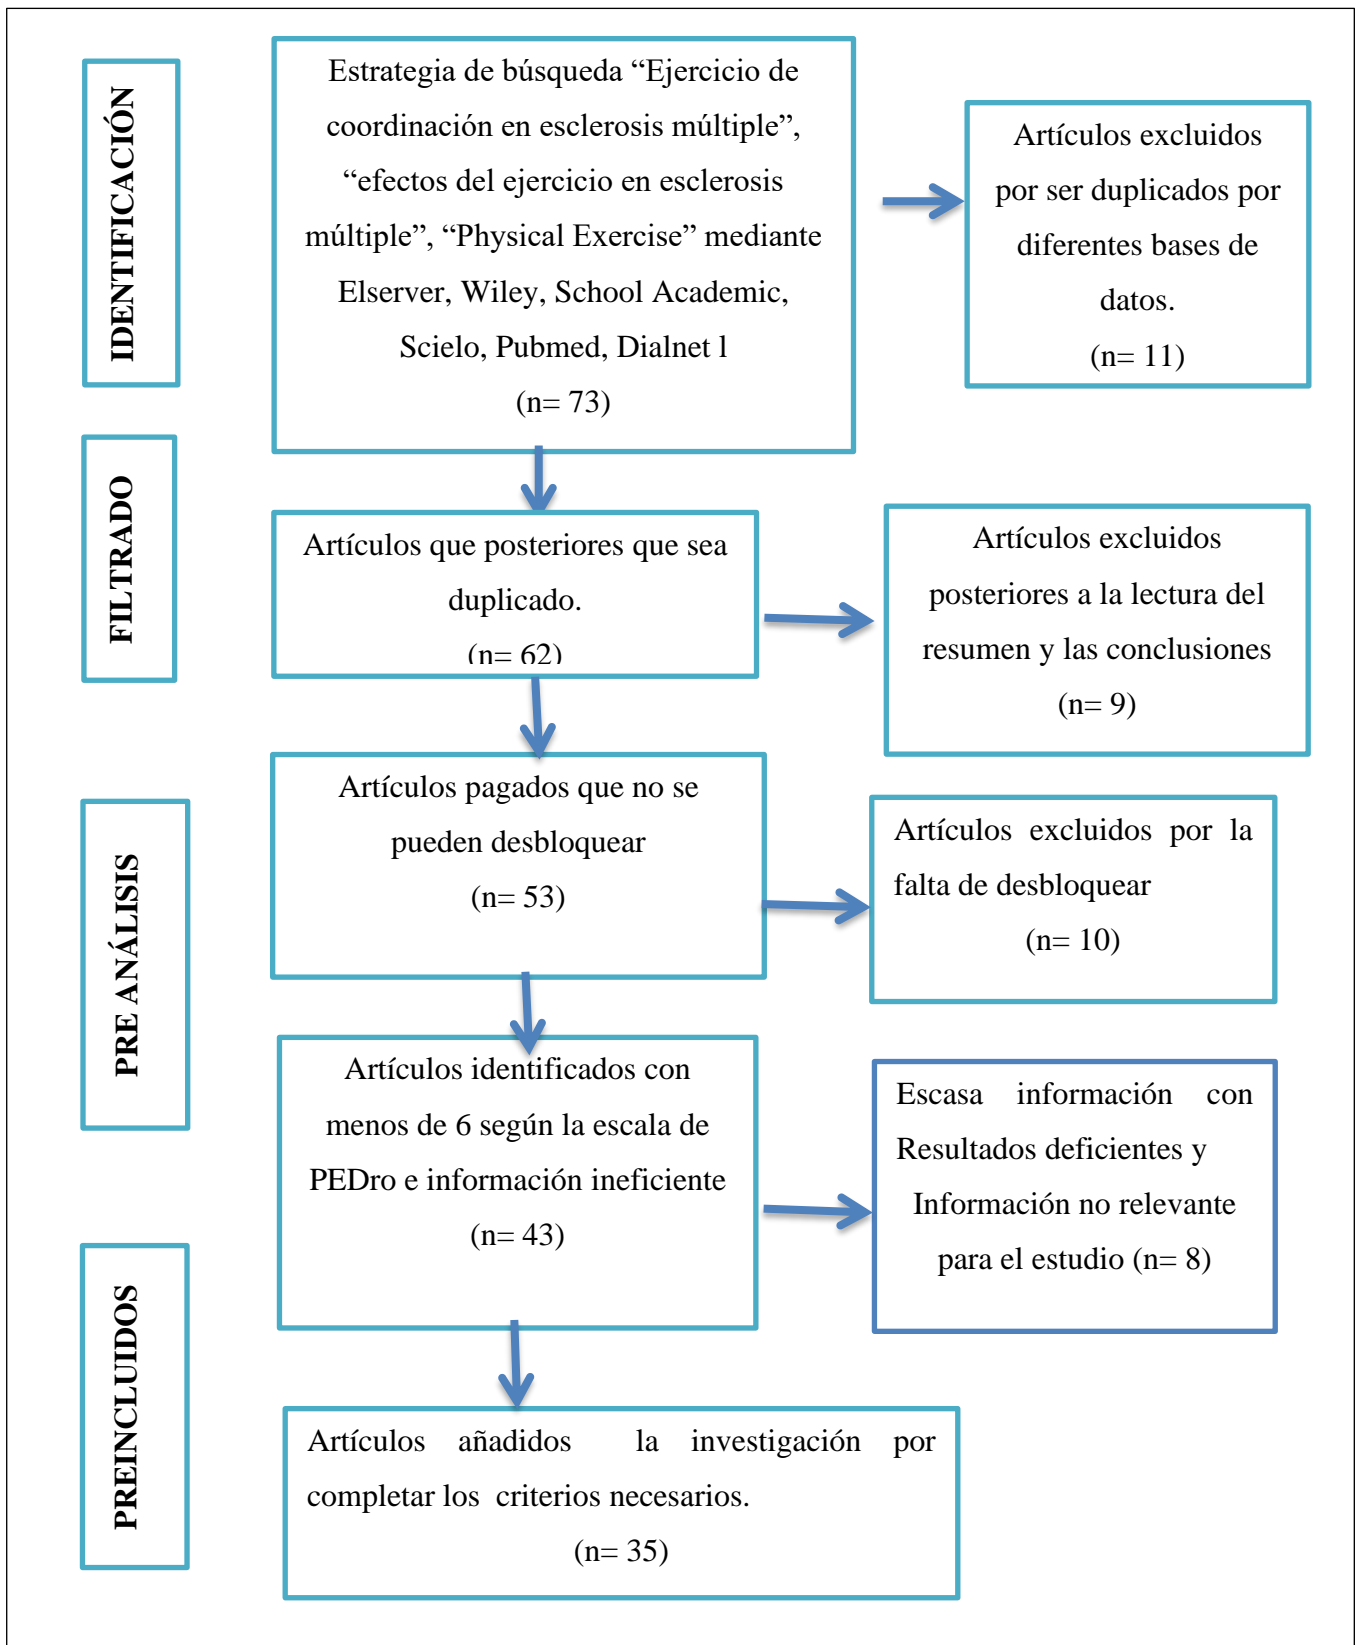 IDENTIFICACIÓN
Estrategia de búsqueda “Ejercicio de
coordinación en esclerosis múltiple”,
“efectos del ejercicio en esclerosis
múltiple”, “Physical Exercise” mediante
Elserver, Wiley, School Academic,
Scielo, Pubmed, Dialnet l
(n= 73)
Artículos excluidos
por ser duplicados por
diferentes bases de
datos.
(n= 11)
FILTRADO
Artículos que posteriores que sea
duplicado.
(n= 62)
Artículos excluidos
posteriores a la lectura del
resumen y las conclusiones
(n= 9)
PRE ANÁLISIS
Artículos pagados que no se
pueden desbloquear
(n= 53)
Artículos excluidos por la
falta de desbloquear
(n= 10)
Artículos identificados con
menos de 6 según la escala de
PEDro e información ineficiente
(n= 43)
Escasa información con
Resultados deficientes y
Información no relevante
para el estudio (n= 8)
PREINCLUIDOS
Artículos añadidos la investigación por
completar los criterios necesarios.
(n= 35)